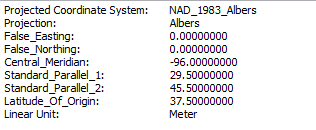 Projected Coordinate System: NAD_1983_Albers
Projection: Albers
False_Easting: 0.00000000
False_Northing: 0.00000000
Central_Meridian: -96.00000000
Standard_Parallel_1: 29.50000000
Standard_Parallel_2: 45.50000000
Latitude_Of_Origin: 37.50000000
Linear Unit: Meter